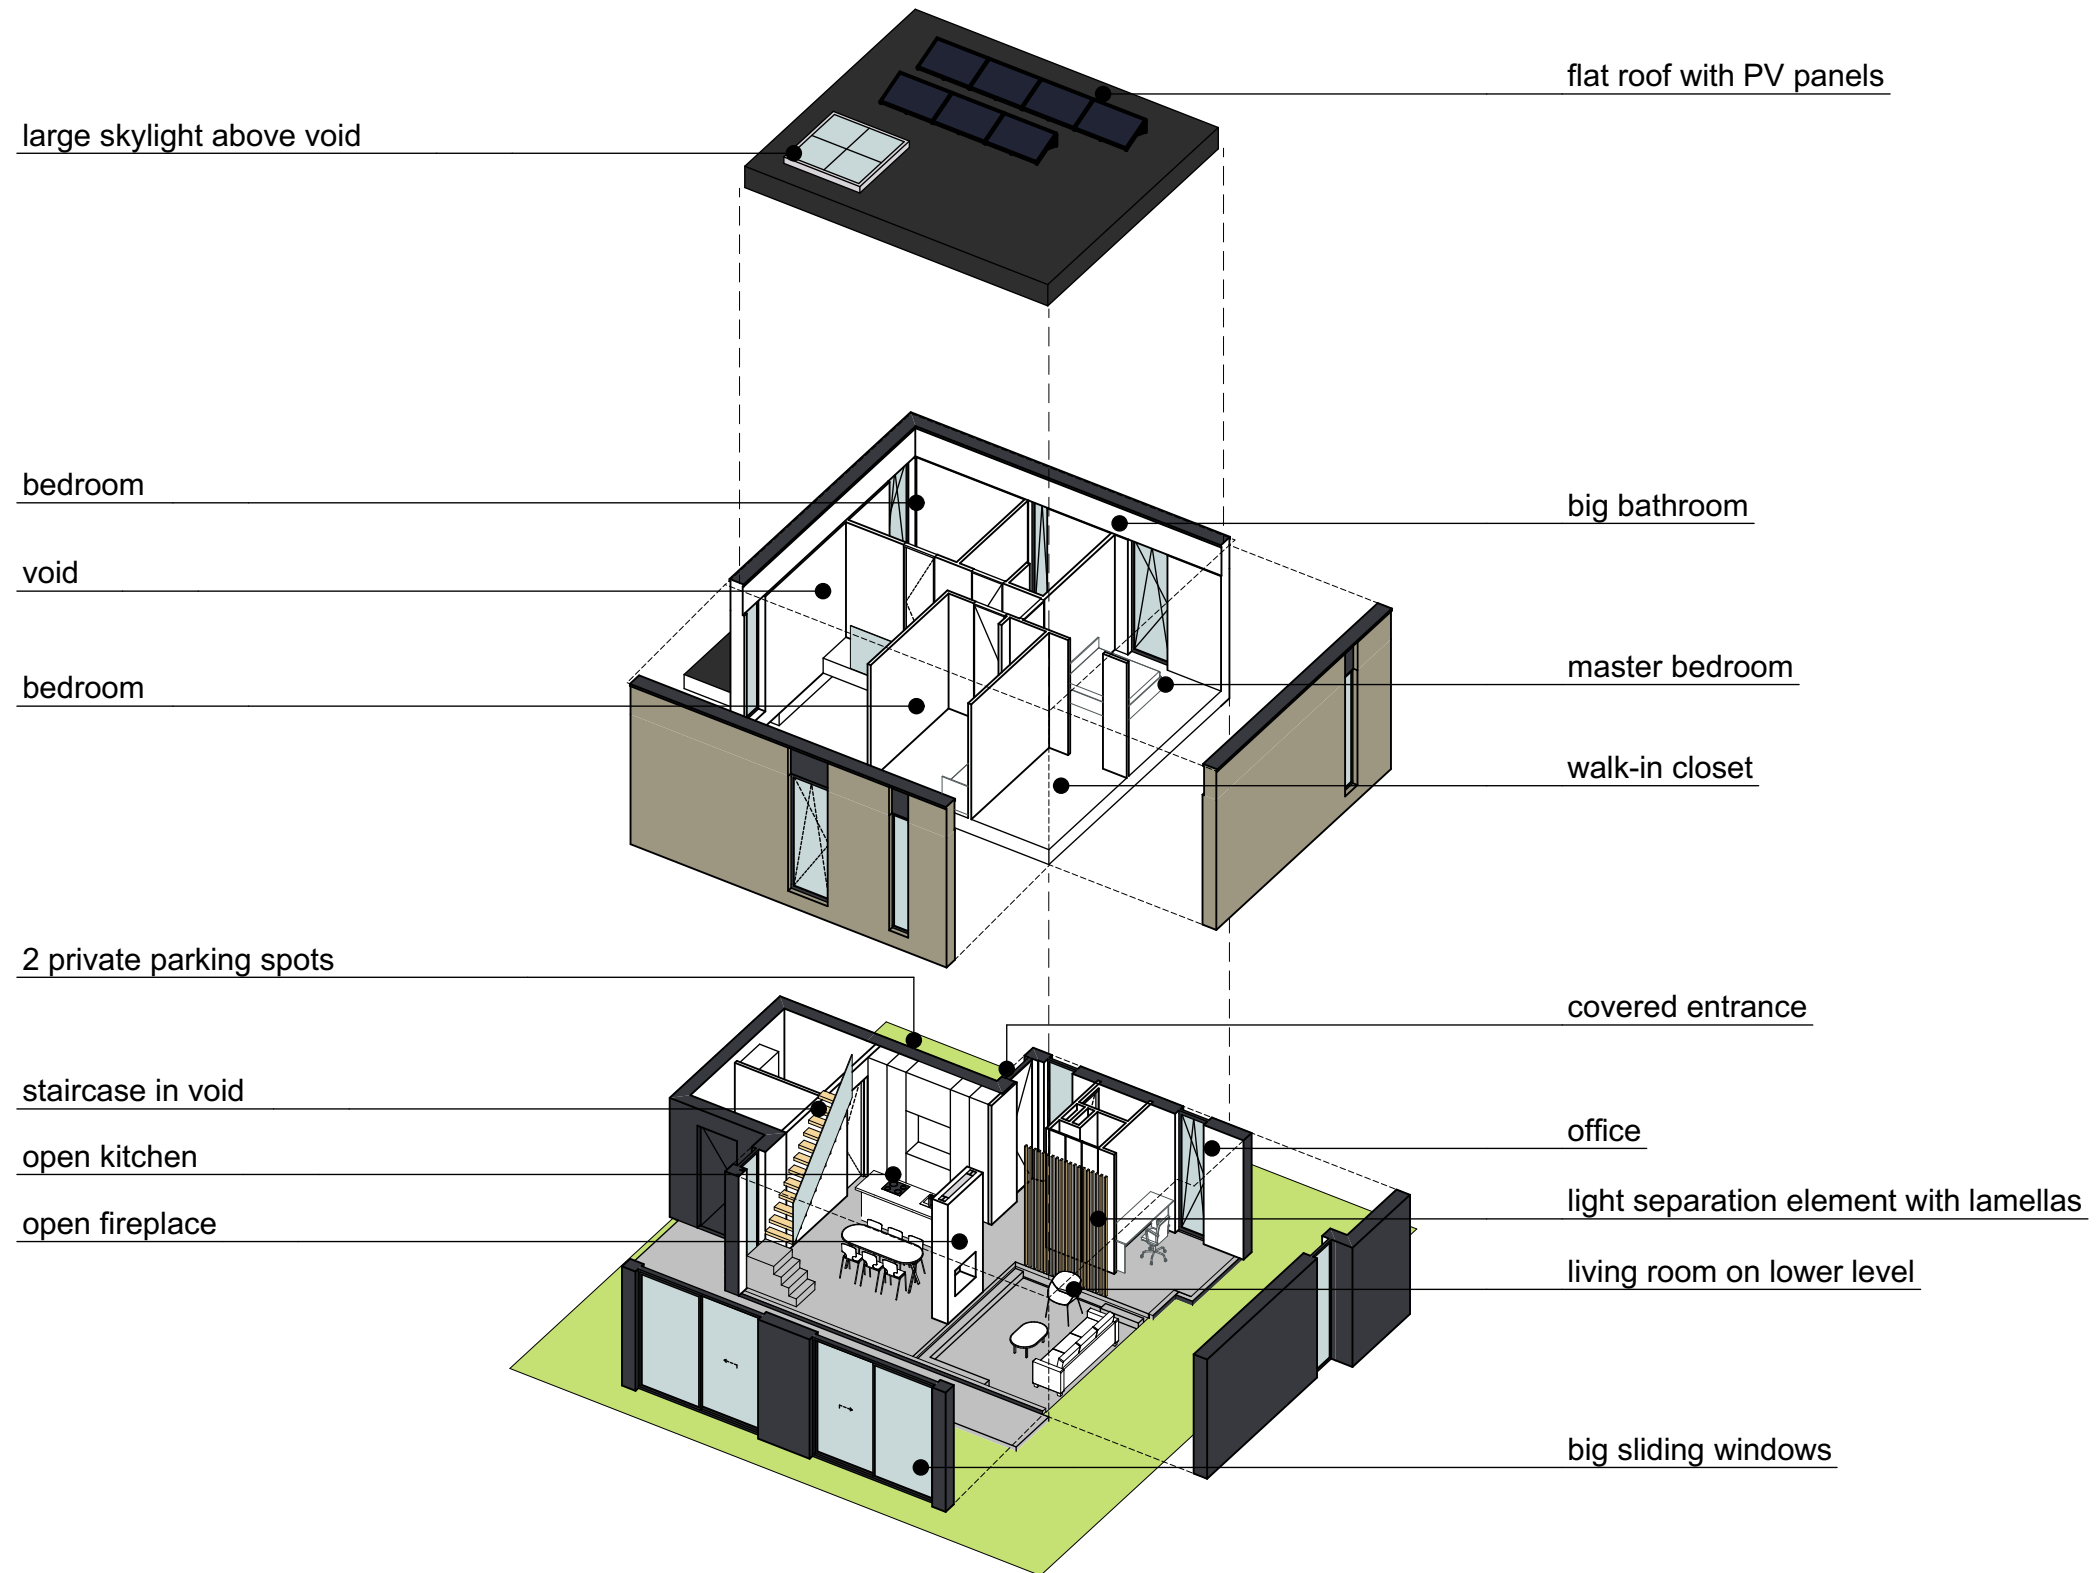 flat roof with PV panels
large skylight above void
bedroom
big bathroom
void
master bedroom
bedroom
walk-in closet
2 private parking spots
covered entrance
staircase in void
office
open kitchen
light separation element with lamellas
open fireplace
living room on lower level
big sliding windows